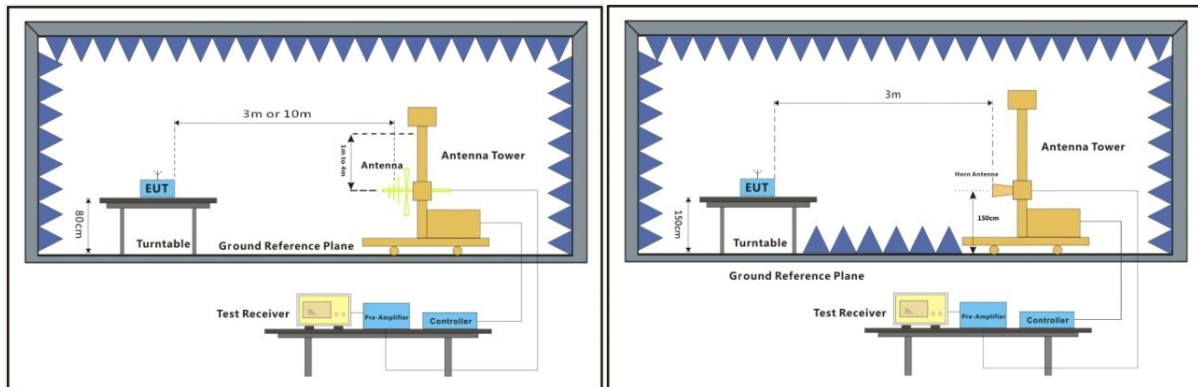 3m or 10m
1m to 4m
Antenna
Antenna Tower
EUT
80cm
Turntable
Ground Reference Plane
Test Receiver
Pre-Amplifier
Controller
3m
Antenna Tower
Horn Antenna
EUT
150cm
150cm
Turntable
Ground Reference Plane
Test Receiver
Pre-Amplifier
Controller